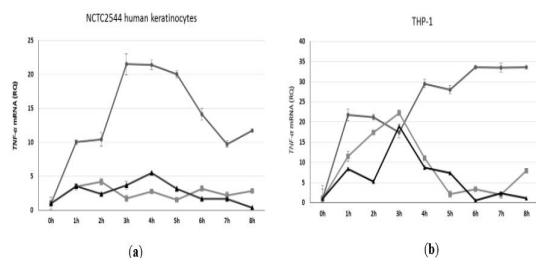 NCTC2544 human keratinocytes
TNF-α mRNA (RQ)
25
20
15
10
5
0
0h 1h 2h 3h 4h 5h 6h 7h 8h
(a)
THP-1
TNF-α mRNA (RQ)
40
35
30
25
20
15
10
5
0
0h 1h 2h 3h 4h 5h 6h 7h 8h
(b)